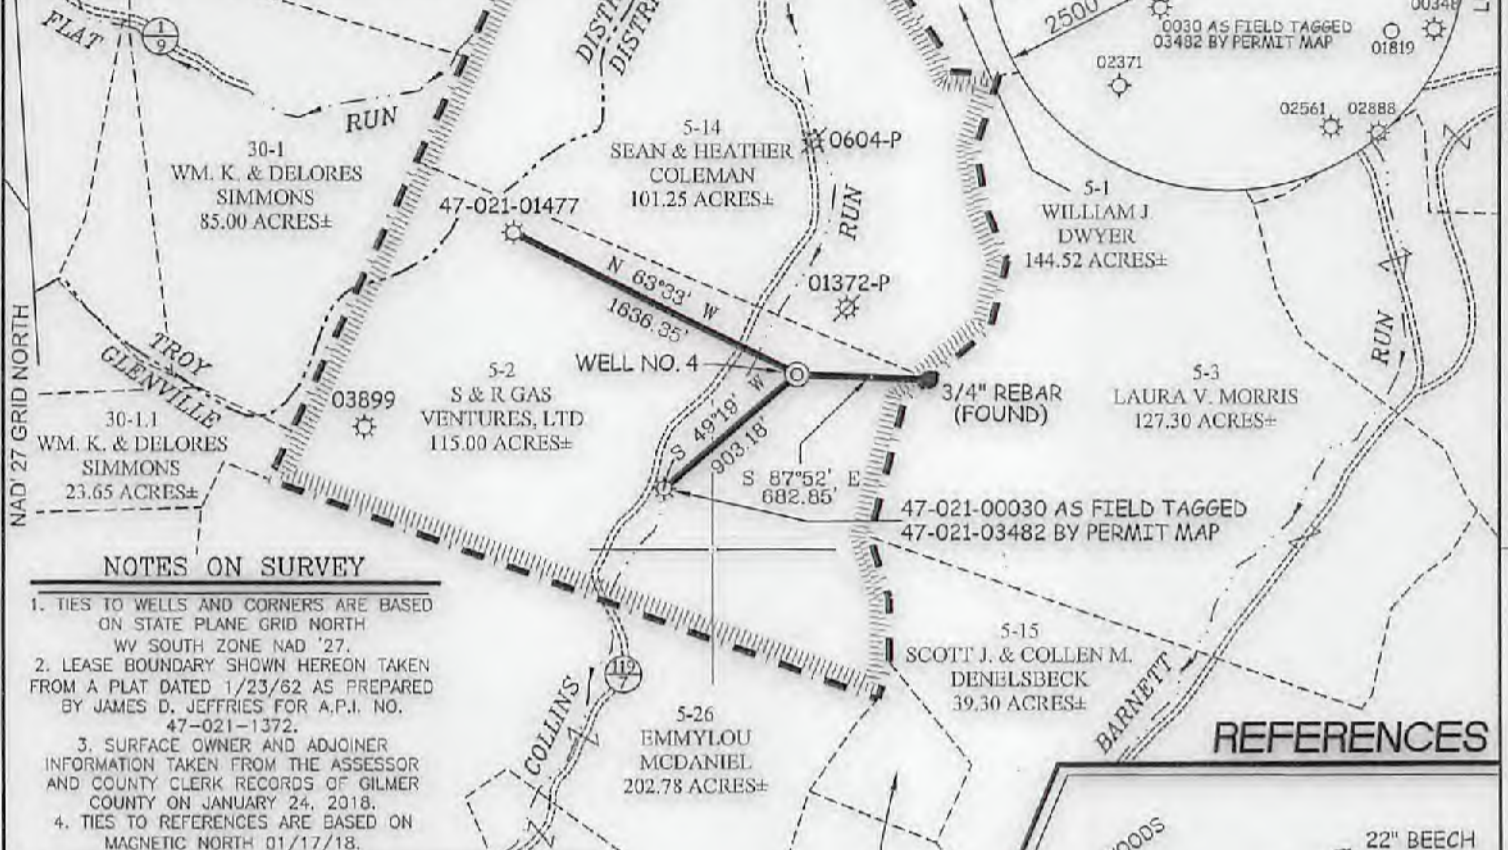 FLAT
1
9
RUN
30-1
WM. K. & DELORES
SIMMONS
85.00 ACRES±
47-021-01477
5-14
SEAN & HEATHER
COLEMAN
101.25 ACRES±
0604-P
RUN
01372-P
2500
0030 AS FIELD TAGGED
03482 BY PERMIT MAP
02371
01819
02561
02888
5-1
WILLIAM J.
DWYER
144.52 ACRES±
N 63°33' W
1636.35'
WELL NO. 4
NAD'27 GRID NORTH
TROY
GLENVILLE
30-1.1
WM. K. & DELORES
SIMMONS
23.65 ACRES±
03899
5-2
S & R GAS
VENTURES, LTD
115.00 ACRES±
S 49°19' W
903.18'
S 87°52' E
682.85'
3/4" REBAR
(FOUND)
5-3
LAURA V. MORRIS
127.30 ACRES±
RUN
47-021-00030 AS FIELD TAGGED
47-021-03482 BY PERMIT MAP
NOTES ON SURVEY
1. TIES TO WELLS AND CORNERS ARE BASED
ON STATE PLANE GRID NORTH
WV SOUTH ZONE NAD '27.
2. LEASE BOUNDARY SHOWN HEREON TAKEN
FROM A PLAT DATED 1/23/62 AS PREPARED
BY JAMES D. JEFFRIES FOR A.P.I. NO.
47-021-1372.
3. SURFACE OWNER AND ADJOINER
INFORMATION TAKEN FROM THE ASSESSOR
AND COUNTY CLERK RECORDS OF GILMER
COUNTY ON JANUARY 24, 2018.
4. TIES TO REFERENCES ARE BASED ON
MAGNETIC NORTH 01/17/18.
119
7
COLLINS
5-26
EMMYLOU
MCDANIEL
202.78 ACRES±
5-15
SCOTT J. & COLLEN M.
DENELSBECK
39.30 ACRES±
BARNETT
REFERENCES
22" BEECH